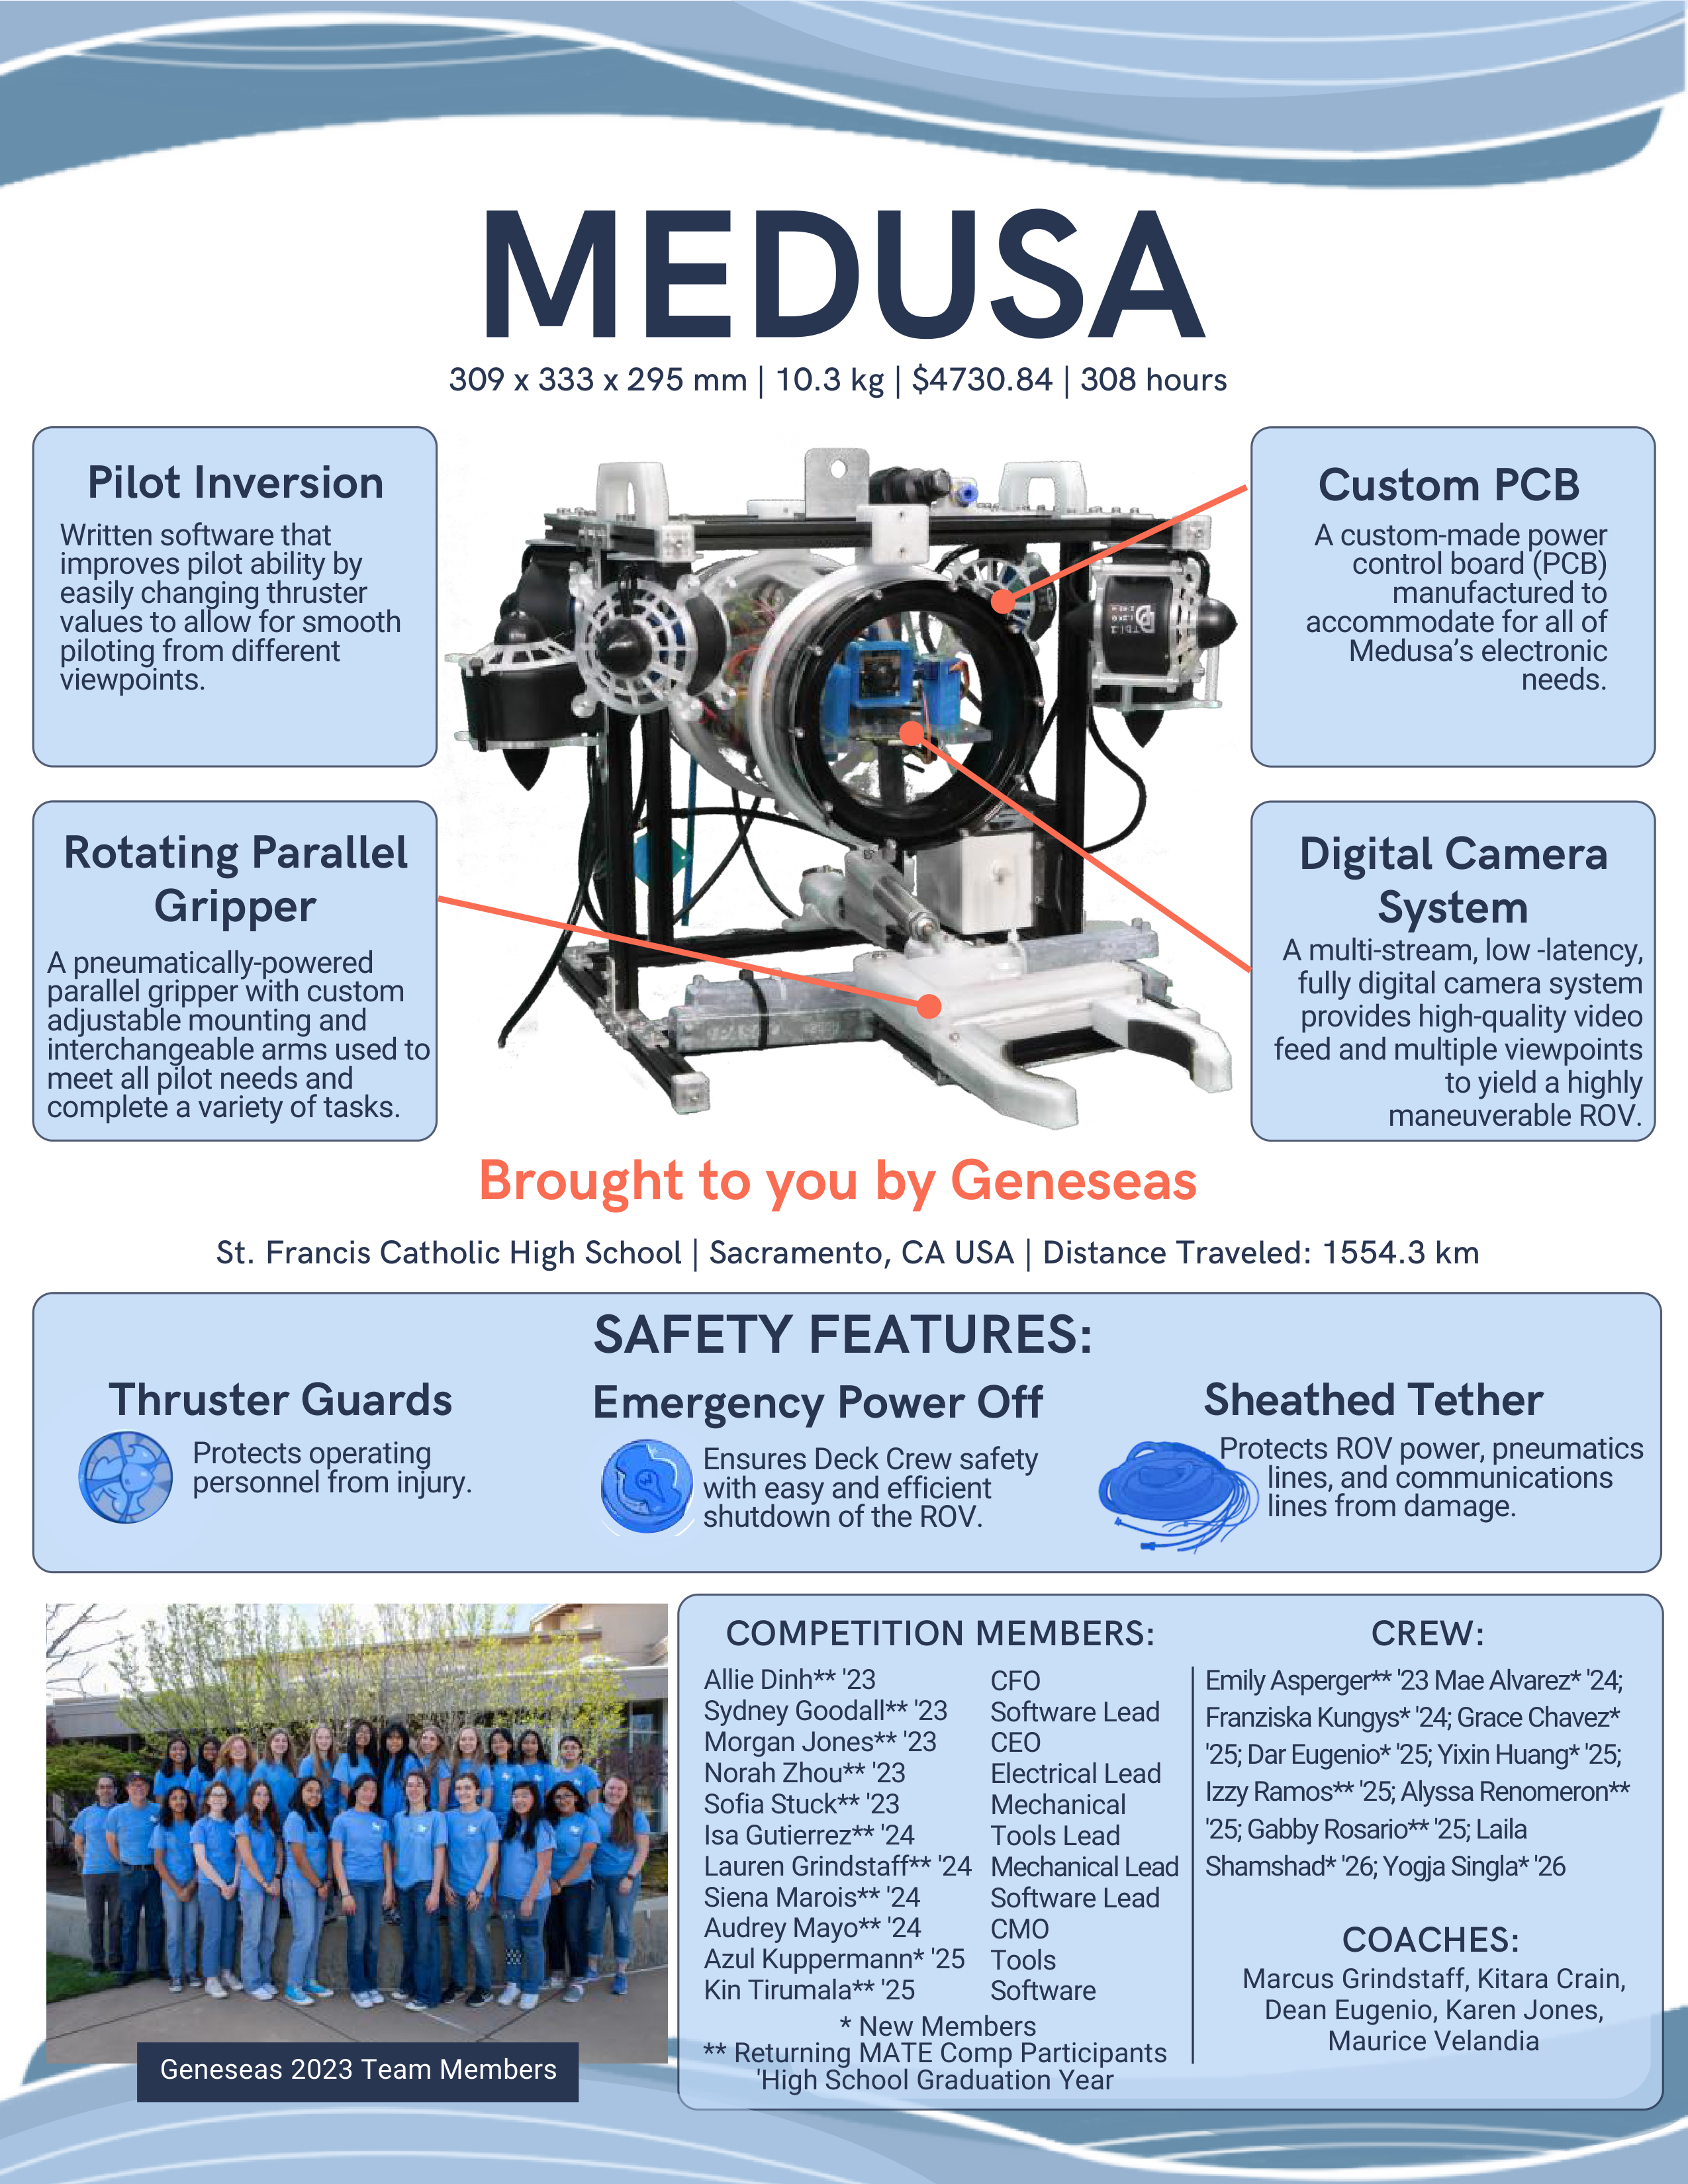 MEDUSA
309 x 333 x 295 mm | 10.3 kg | $4730.84 | 308 hours
Pilot Inversion
Written software that
improves pilot ability by
easily changing thruster
values to allow for smooth
piloting from different
viewpoints.
Custom PCB
A custom-made power
control board (PCB)
manufactured to
accommodate for all of
Medusa's electronic
needs.
Rotating Parallel
Gripper
A pneumatically-powered
parallel gripper with custom
adjustable mounting and
interchangeable arms used to
meet all pilot needs and
complete a variety of tasks.
Digital Camera
System
A multi-stream, low -latency,
fully digital camera system
provides high-quality video
feed and multiple viewpoints
to yield a highly
maneuverable ROV.
Brought to you by Geneseas
St. Francis Catholic High School | Sacramento, CA USA | Distance Traveled: 1554.3 km
SAFETY FEATURES:
Thruster Guards
Protects operating
personnel from injury.
Emergency Power Off
Ensures Deck Crew safety
with easy and efficient
shutdown of the ROV.
Sheathed Tether
Protects ROV power, pneumatics
lines, and communications
lines from damage.
Geneseas 2023 Team Members
COMPETITION MEMBERS:
Allie Dinh** '23 CFO
Sydney Goodall** '23 Software Lead
Morgan Jones** '23 CEO
Norah Zhou** '23 Electrical Lead
Sofia Stuck** '23 Mechanical
Isa Gutierrez** '24 Tools Lead
Lauren Grindstaff** '24 Mechanical Lead
Siena Marois** '24 Software Lead
Audrey Mayo** '24 CMO
Azul Kuppermann* '25 Tools
Kin Tirumala** '25 Software
* New Members
** Returning MATE Comp Participants
'High School Graduation Year
CREW:
Emily Asperger** '23 Mae Alvarez* '24;
Franziska Kungys* '24; Grace Chavez*
'25; Dar Eugenio* '25; Yixin Huang* '25;
Izzy Ramos** '25; Alyssa Renomeron**
'25; Gabby Rosario** '25; Laila
Shamshad* '26; Yogja Singla* '26
COACHES:
Marcus Grindstaff, Kitara Crain,
Dean Eugenio, Karen Jones,
Maurice Velandia